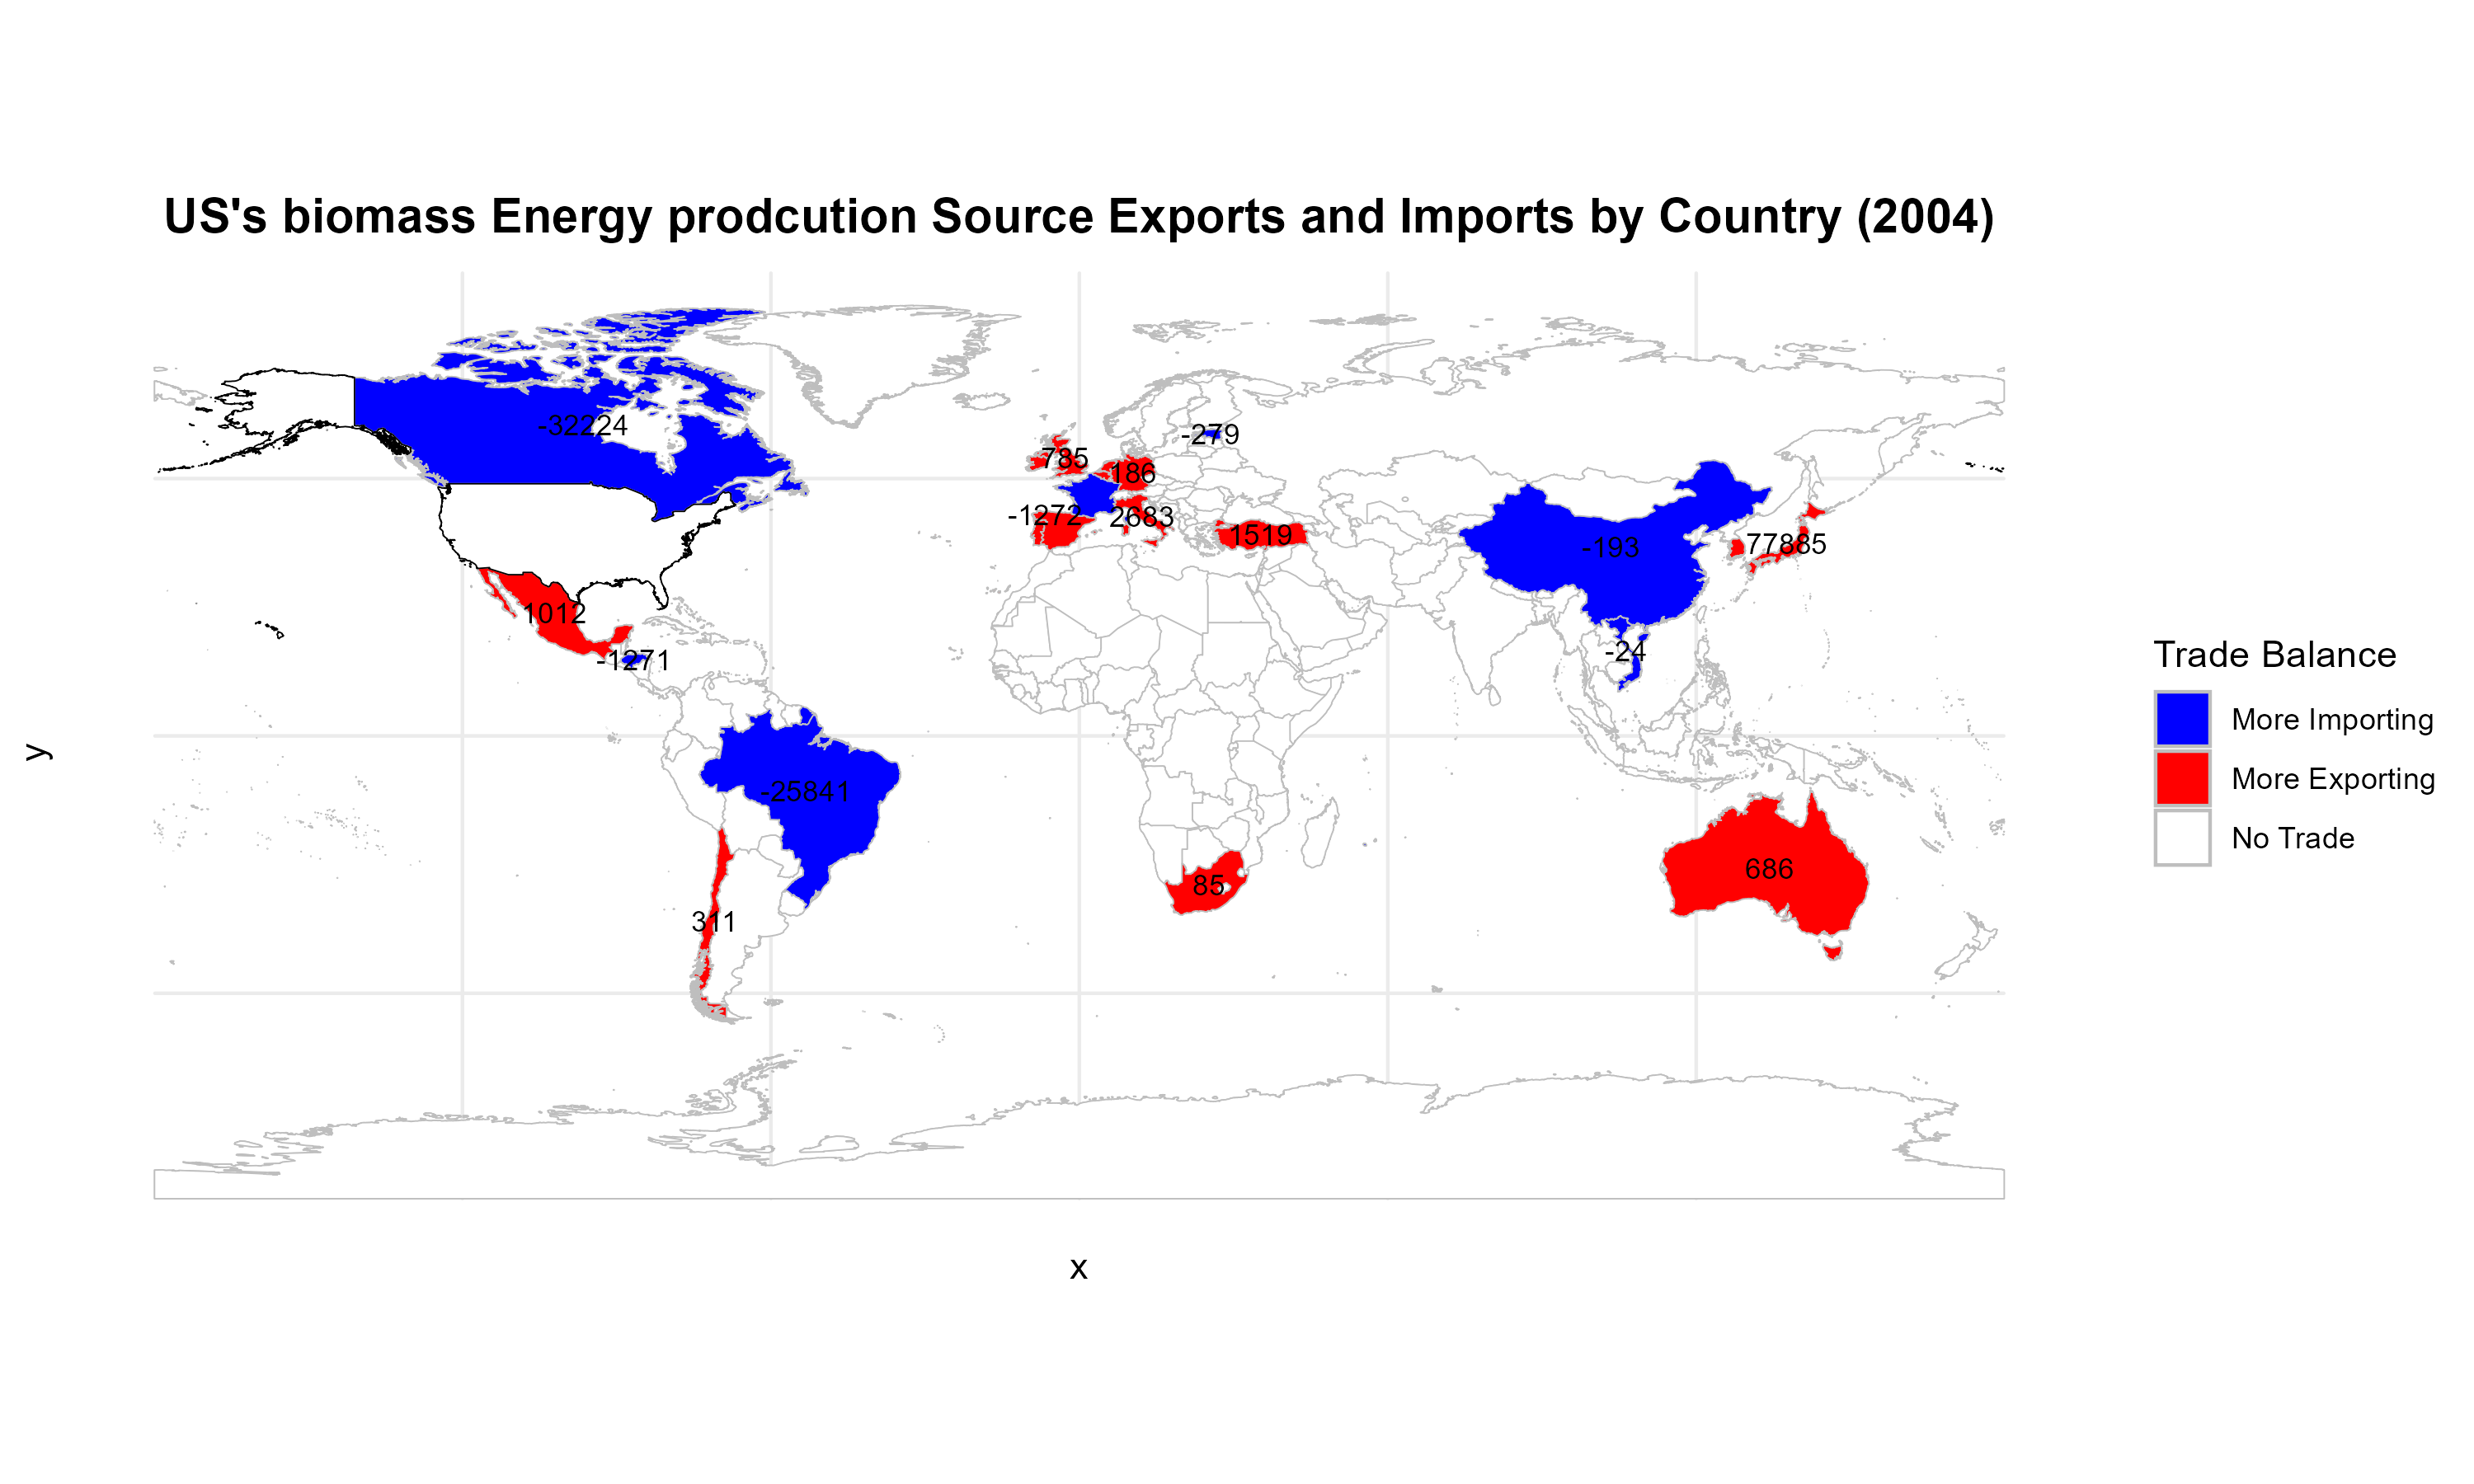 US's biomass Energy prodcution Source Exports and Imports by Country (2004)
-32224
-279
785
186
-1272
2683
1519
-193
77885
1012
-1271
-24
-25841
686
85
311
y
x
Trade Balance
More Importing
More Exporting
No Trade